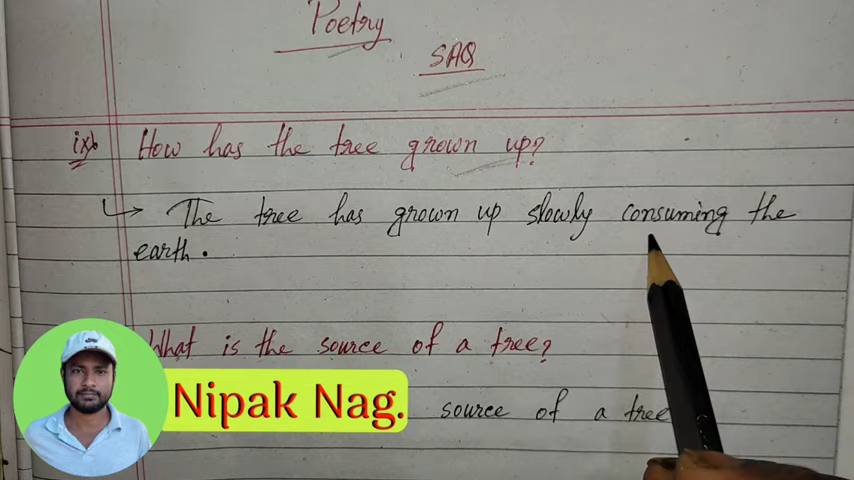 Poetry
SAQ
ix) How has the tree grown up?
The tree has grown up slowly consuming the
earth.
What is the source of a tree?
Nipak Nag.
source of a tree